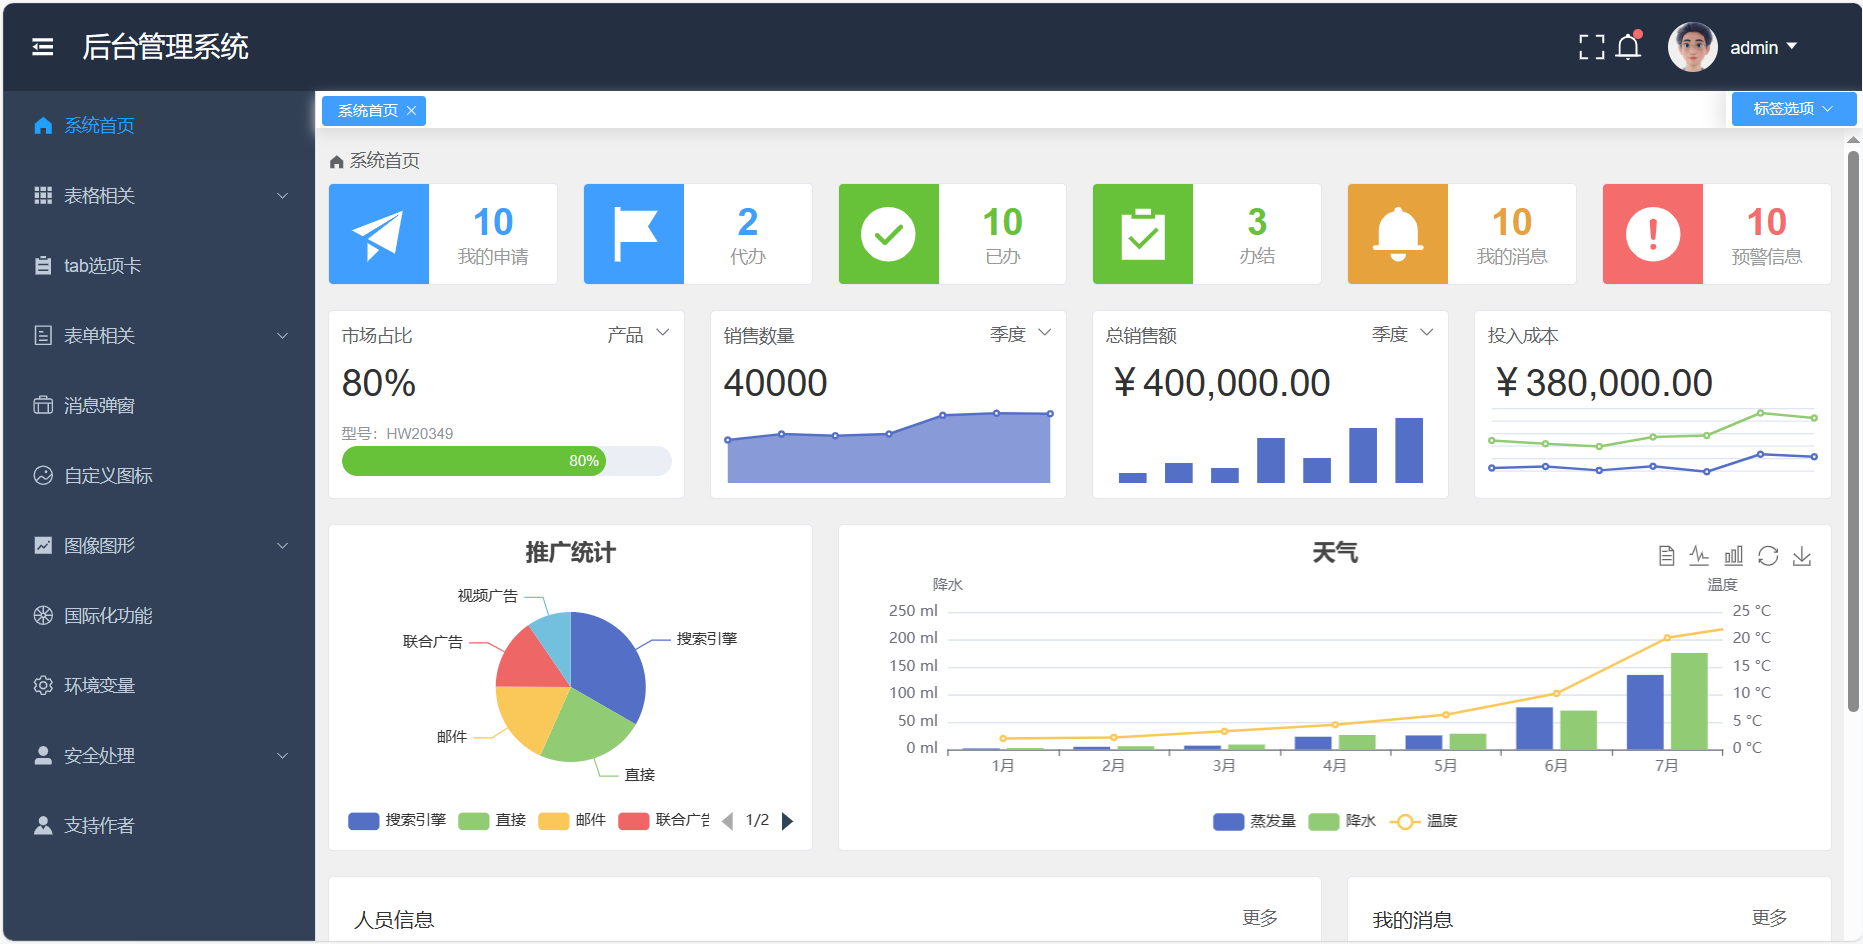 后台管理系统
admin
系统首页
表格相关
tab选项卡
表单相关
消息弹窗
自定义图标
图像图形
国际化功能
环境变量
安全处理
支持作者
系统首页
标签选项
系统首页
10
我的申请
2
代办
10
已办
3
办结
10
我的消息
10
预警信息
市场占比 产品
80%
型号：HW20349
80%
销售数量 季度
40000
总销售额 季度
¥ 400,000.00
投入成本
¥ 380,000.00
推广统计
视频广告
联合广告
搜索引擎
邮件
直接
搜索引擎 直接 邮件 联合广告 1/2
天气
降水 温度
250 ml 25 °C
200 ml 20 °C
150 ml 15 °C
100 ml 10 °C
50 ml 5 °C
0 ml 0 °C
1月 2月 3月 4月 5月 6月 7月
蒸发量 降水 温度
人员信息 更多
我的消息 更多